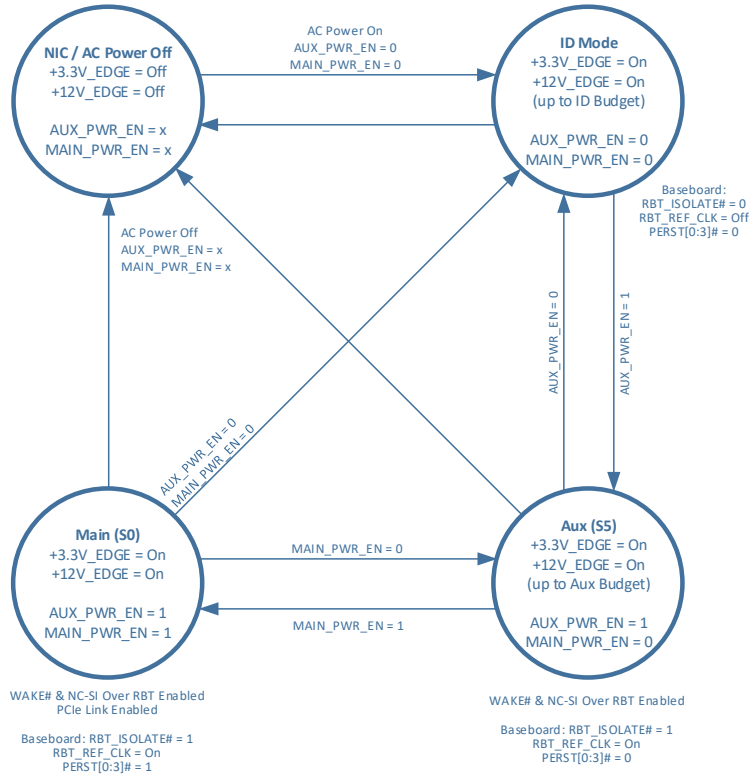 NIC / AC Power Off
+3.3V_EDGE = Off
+12V_EDGE = Off
AUX_PWR_EN = x
MAIN_PWR_EN = x
AC Power On
AUX_PWR_EN = 0
MAIN_PWR_EN = 0
ID Mode
+3.3V_EDGE = On
+12V_EDGE = On
(up to ID Budget)
AUX_PWR_EN = 0
MAIN_PWR_EN = 0
Baseboard:
RBT_ISOLATE# = 0
RBT_REF_CLK = Off
PERST[0:3]# = 0
AC Power Off
AUX_PWR_EN = x
MAIN_PWR_EN = x
AUX_PWR_EN = 0
AUX_PWR_EN = 1
AUX_PWR_EN = 0
MAIN_PWR_EN = 0
Main (S0)
+3.3V_EDGE = On
+12V_EDGE = On
AUX_PWR_EN = 1
MAIN_PWR_EN = 1
MAIN_PWR_EN = 0
MAIN_PWR_EN = 1
Aux (S5)
+3.3V_EDGE = On
+12V_EDGE = On
(up to Aux Budget)
AUX_PWR_EN = 1
MAIN_PWR_EN = 0
WAKE# & NC-SI Over RBT Enabled
PCIe Link Enabled
Baseboard: RBT_ISOLATE# = 1
RBT_REF_CLK = On
PERST[0:3]# = 1
WAKE# & NC-SI Over RBT Enabled
Baseboard: RBT_ISOLATE# = 1
RBT_REF_CLK = On
PERST[0:3]# = 0